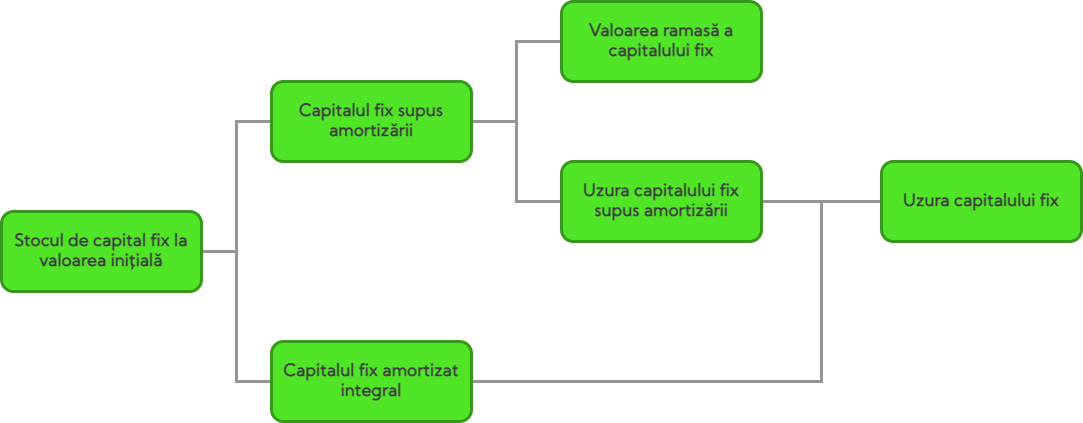 Valoarea ramasă a
capitalului fix
Capitalul fix supus
amortizării
Uzura capitalului fix
supus amortizării
Uzura capitalului fix
Stocul de capital fix la
valoarea inițială
Capitalul fix amortizat
integral